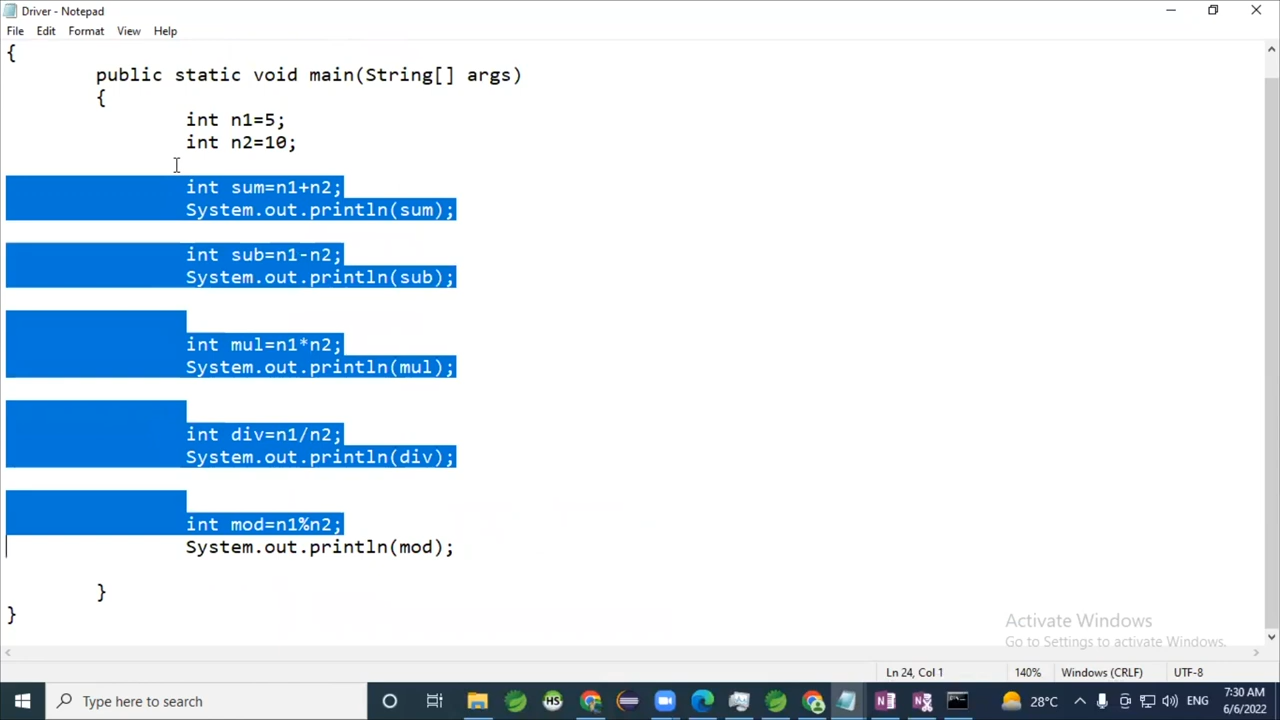 Driver - Notepad
File Edit Format View Help
{
public static void main(String[] args)
{
int n1=5;
int n2=10;
int sum=n1+n2;
System.out.println(sum);
int sub=n1-n2;
System.out.println(sub);
int mul=n1*n2;
System.out.println(mul);
int div=n1/n2;
System.out.println(div);
int mod=n1%n2;
System.out.println(mod);
}
}
Activate Windows
Go to Settings to activate Windows.
Ln 24, Col 1 140% Windows (CRLF) UTF-8
Type here to search HS 28°C ENG 7:30 AM
6/6/2022